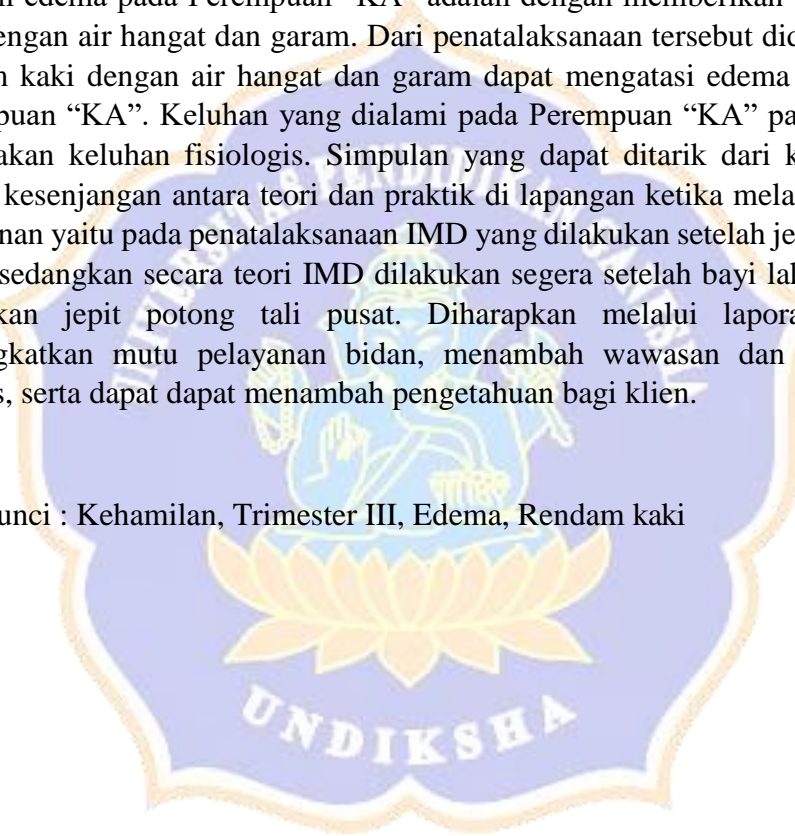 edema pada Perempuan "KA" adalah dengan memberikan
engan air hangat dan garam. Dari penatalaksanaan tersebut did
n kaki dengan air hangat dan garam dapat mengatasi edema
puan "KA". Keluhan yang dialami pada Perempuan "KA" pa
akan keluhan fisiologis. Simpulan yang dapat ditarik dari k
kesenjangan antara teori dan praktik di lapangan ketika mela
nan yaitu pada penatalaksanaan IMD yang dilakukan setelah je
sedangkan secara teori IMD dilakukan segera setelah bayi lah
kan jepit potong tali pusat. Diharapkan melalui lapora
gkatkan mutu pelayanan bidan, menambah wawasan dan
s, serta dapat dapat menambah pengetahuan bagi klien.
unci : Kehamilan, Trimester III, Edema, Rendam kaki
UNIVERSITAS PENDIDIKAN GANESHA
UNDIKSHA